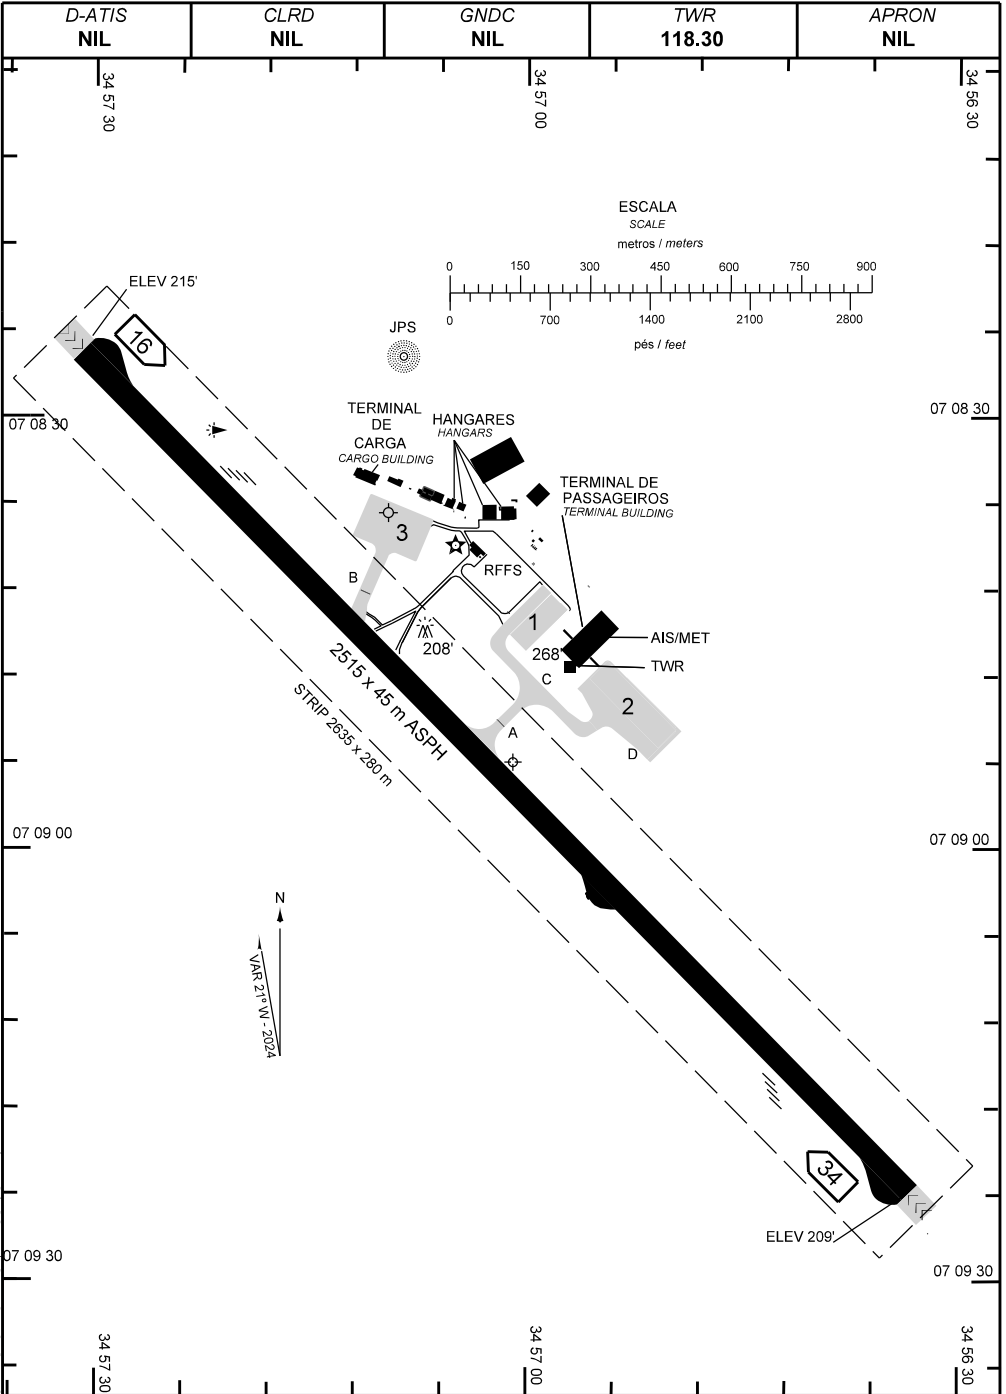 D-ATIS
NIL
CLRD
NIL
GNDC
NIL
TWR
118.30
APRON
NIL
34 57 30
34 57 00
34 56 30
ESCALA
SCALE
metros / meters
0 150 300 450 600 750 900
0 700 1400 2100 2800
pés / feet
ELEV 215'
16
JPS
07 08 30
07 08 30
TERMINAL
DE
CARGA
CARGO BUILDING
HANGARES
HANGARS
TERMINAL DE
PASSAGEIROS
TERMINAL BUILDING
3
RFFS
B
1
208'
268'
AIS/MET
TWR
C
2
D
A
2515 x 45 m ASPH
STRIP 2635 x 280 m
07 09 00
07 09 00
N
VAR 21° W - 2024
34
ELEV 209'
07 09 30
07 09 30
34 57 30
34 57 00
34 56 30